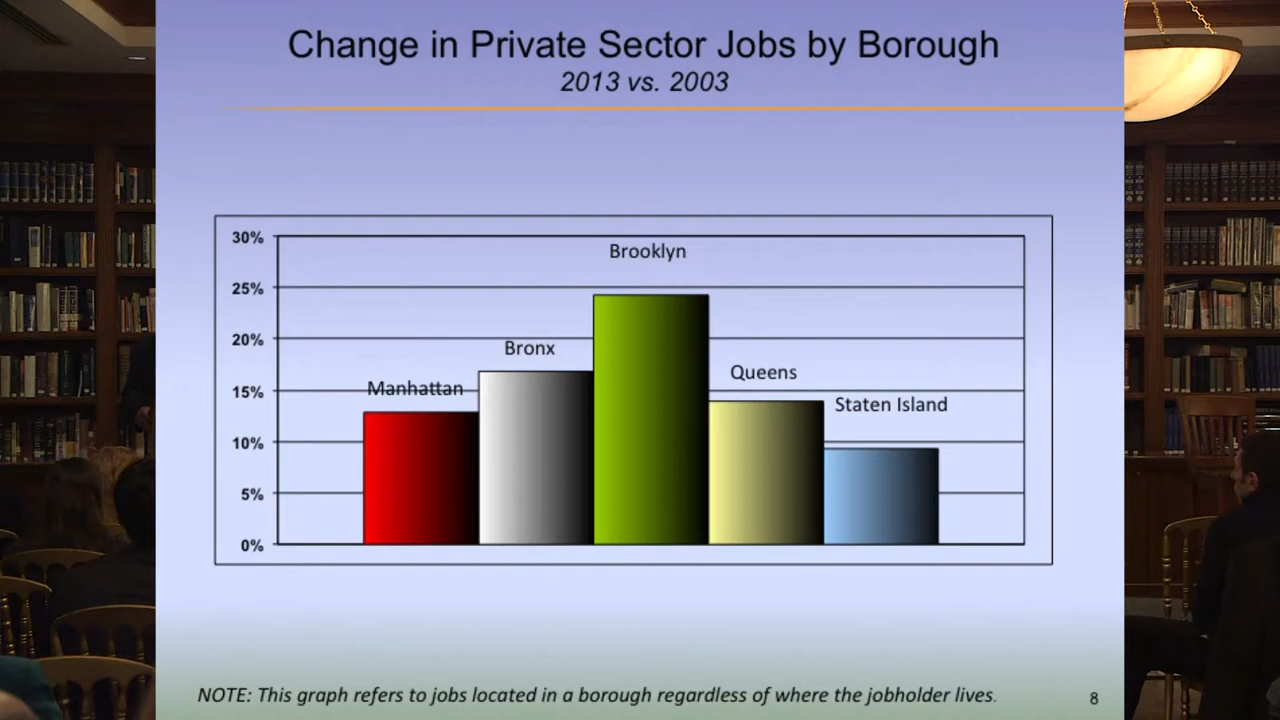 Change in Private Sector Jobs by Borough
2013 vs. 2003
30%
Brooklyn
25%
20%
Bronx
Queens
15%
Manhattan
Staten Island
10%
5%
0%
NOTE: This graph refers to jobs located in a borough regardless of where the jobholder lives.
8